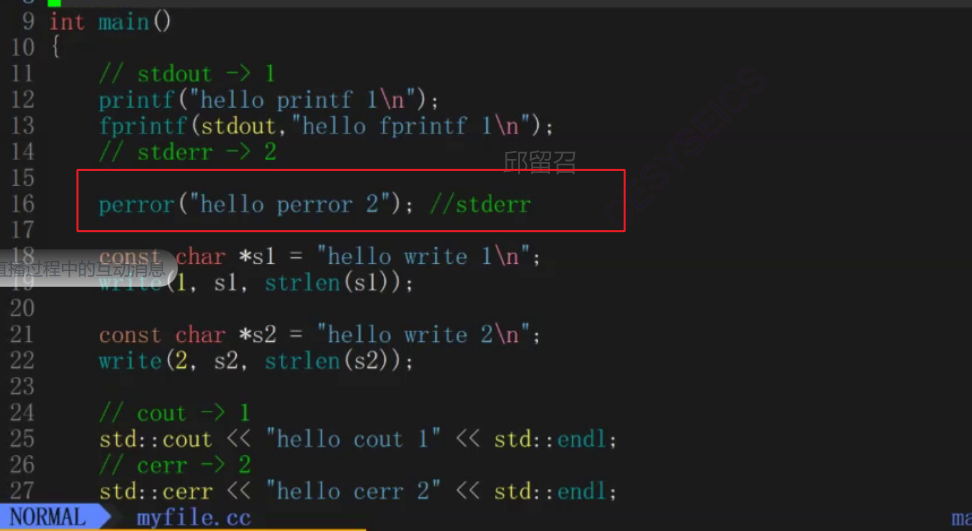 9 int main()
10 {
11 // stdout -> 1
12 printf("hello printf 1\n");
13 fprintf(stdout,"hello fprintf 1\n");
14 // stderr -> 2
邱留召
15
16 perror("hello perror 2"); //stderr
17
18 const char *s1 = "hello write 1\n";
直播过程中的互动消息
19 write(1, s1, strlen(s1));
20
21 const char *s2 = "hello write 2\n";
22 write(2, s2, strlen(s2));
23
24 // cout -> 1
25 std::cout << "hello cout 1" << std::endl;
26 // cerr -> 2
27 std::cerr << "hello cerr 2" << std::endl;
NORMAL myfile.cc